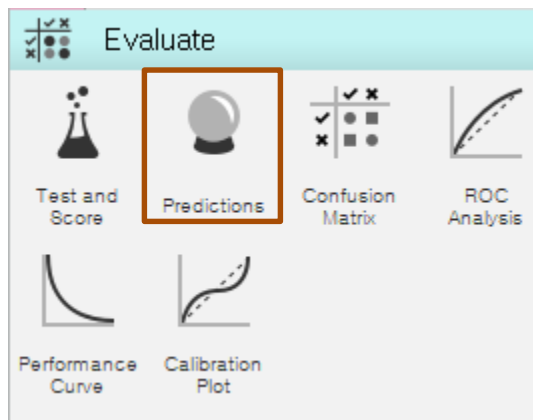 Evaluate
Test and
Score
Predictions
Confusion
Matrix
ROC
Analysis
Performance
Curve
Calibration
Plot